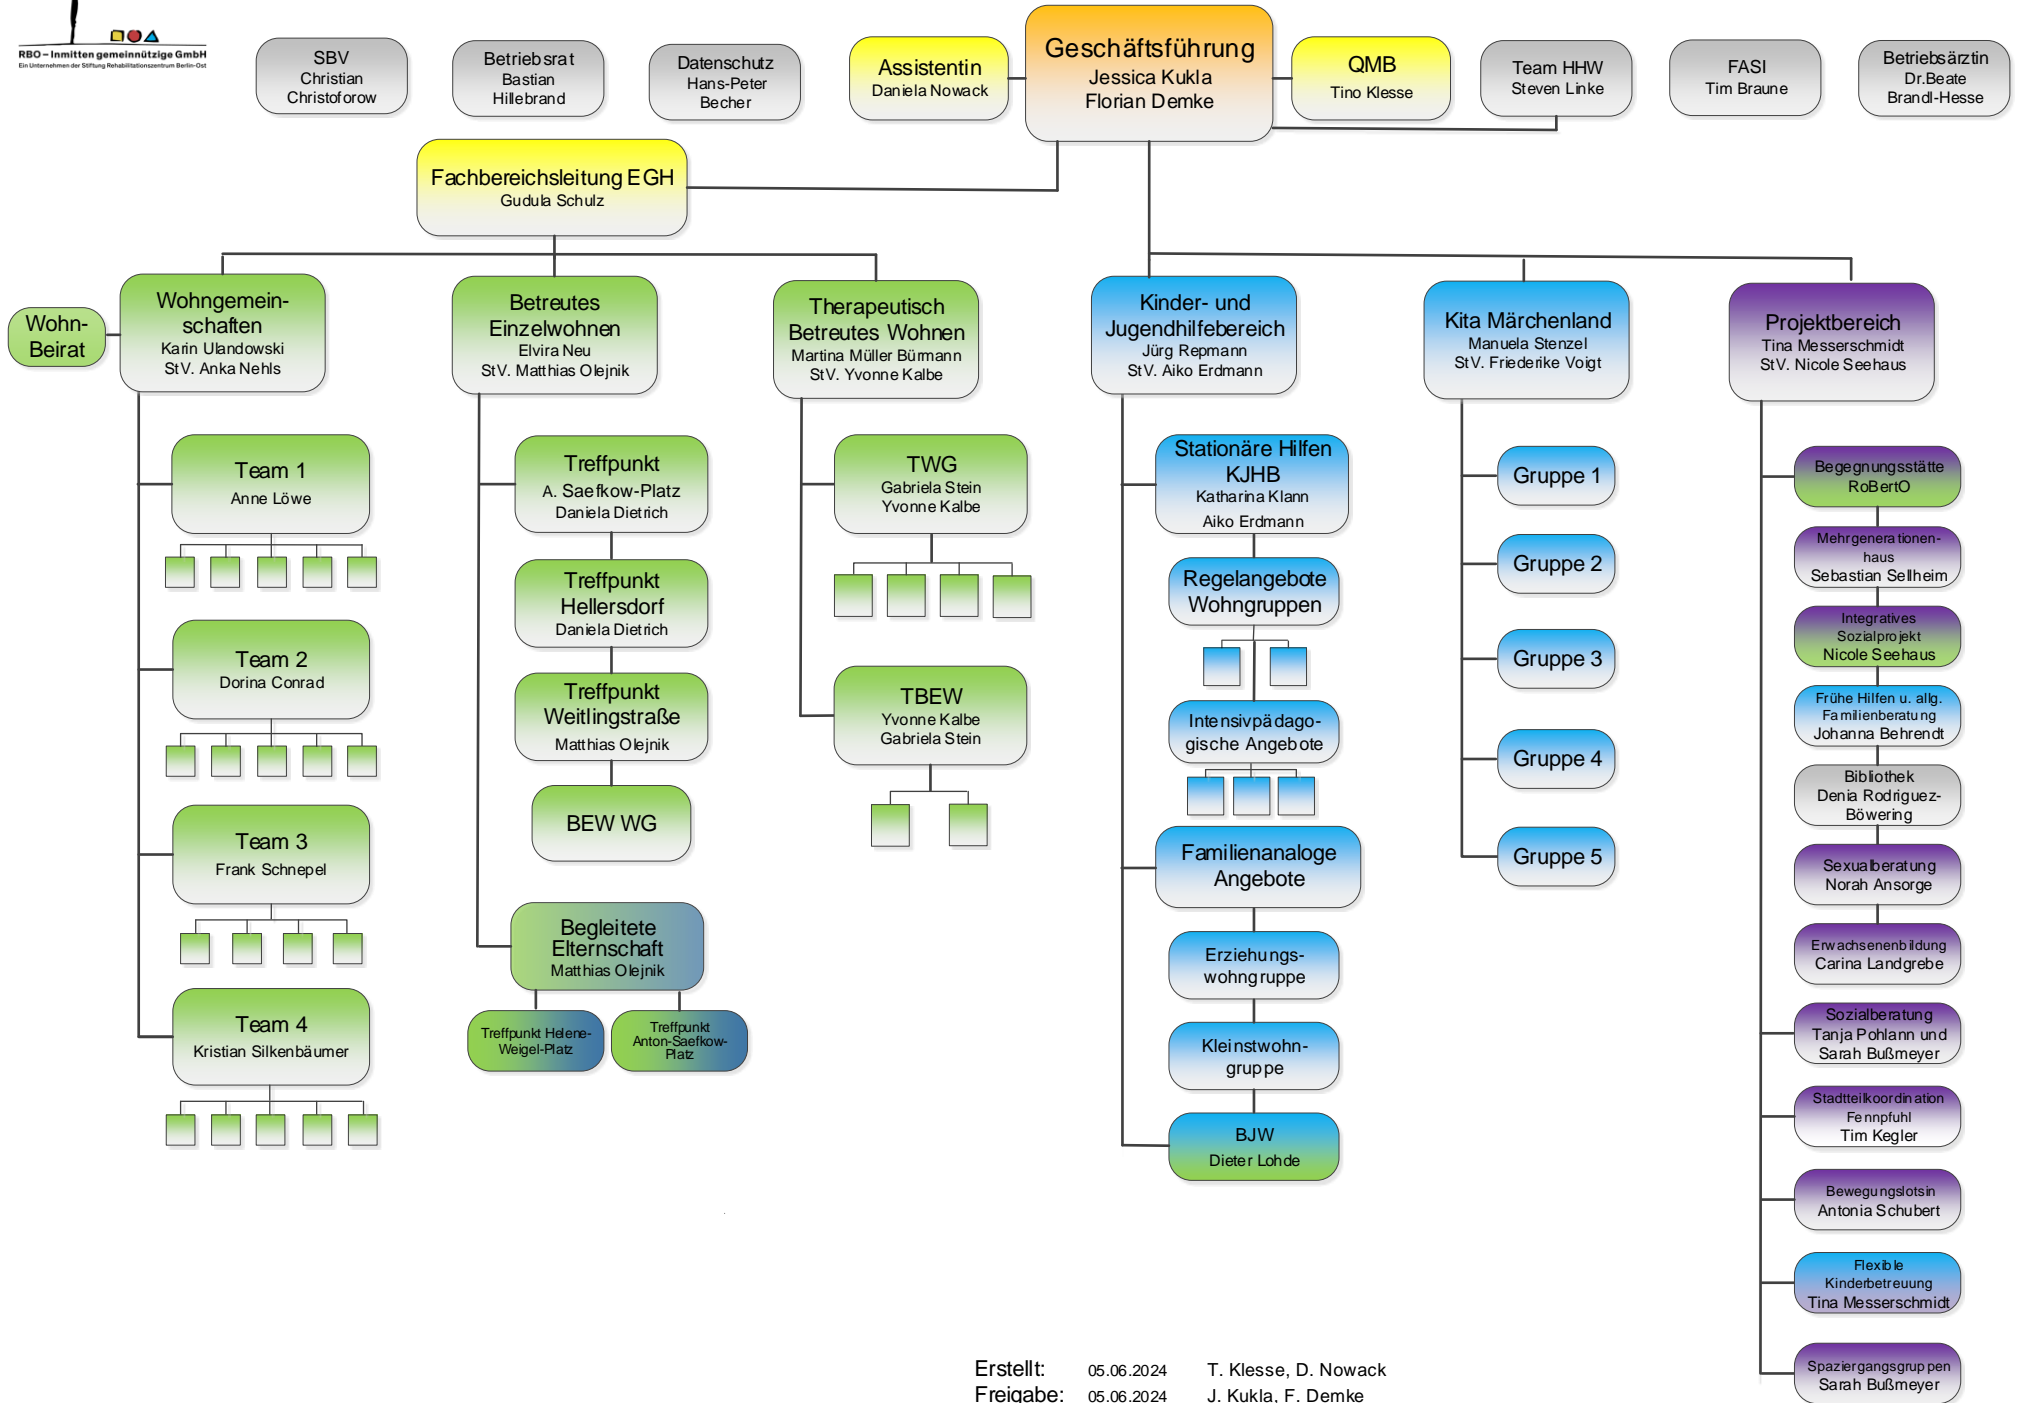 RBO – Inmitten gemeinnützige GmbH
Ein Unternehmen der Stiftung Rehabilitationszentrum Berlin-Ost
SBV
Christian
Christoforow
Betriebsrat
Bastian
Hillebrand
Datenschutz
Hans-Peter
Becher
Assistentin
Daniela Nowack
Geschäftsführung
Jessica Kukla
Florian Demke
QMB
Tino Klesse
Team HHW
Steven Linke
FASI
Tim Braune
Betriebsärztin
Dr.Beate
Brandl-Hesse
Fachbereichsleitung EGH
Gudula Schulz
Wohn-
Beirat
Wohngemein-
schaften
Karin Ulandowski
StV. Anka Nehls
Team 1
Anne Löwe
Team 2
Dorina Conrad
Team 3
Frank Schnepel
Team 4
Kristian Silkenbäumer
Betreutes
Einzelwohnen
Elvira Neu
StV. Matthias Olejnik
Treffpunkt
A. Saefkow-Platz
Daniela Dietrich
Treffpunkt
Hellersdorf
Daniela Dietrich
Treffpunkt
Weitlingstraße
Matthias Olejnik
BEW WG
Begleitete
Elternschaft
Matthias Olejnik
Treffpunkt Helene-
Weigel-Platz
Treffpunkt
Anton-Saefkow-
Platz
Therapeutisch
Betreutes Wohnen
Martina Müller Bürmann
StV. Yvonne Kalbe
TWG
Gabriela Stein
Yvonne Kalbe
TBEW
Yvonne Kalbe
Gabriela Stein
Kinder- und
Jugendhilfebereich
Jürg Repmann
StV. Aiko Erdmann
Stationäre Hilfen
KJHB
Katharina Klann
Aiko Erdmann
Regelangebote
Wohngruppen
Intensivpädago-
gische Angebote
Familienanaloge
Angebote
Erziehungs-
wohngruppe
Kleinstwohn-
gruppe
BJW
Dieter Lohde
Kita Märchenland
Manuela Stenzel
StV. Friederike Voigt
Gruppe 1
Gruppe 2
Gruppe 3
Gruppe 4
Gruppe 5
Projektbereich
Tina Messerschmidt
StV. Nicole Seehaus
Begegnungsstätte
RoBertO
Mehrgenerationen-
haus
Sebastian Sellheim
Integratives
Sozialprojekt
Nicole Seehaus
Frühe Hilfen u. allg.
Familienberatung
Johanna Behrendt
Bibliothek
Denia Rodriguez-
Böwering
Sexualberatung
Norah Ansorge
Erwachsenenbildung
Carina Landgrebe
Sozialberatung
Tanja Pohlann und
Sarah Bußmeyer
Stadtteilkoordination
Fennpfuhl
Tim Kegler
Bewegungslotsin
Antonia Schubert
Flexible
Kinderbetreuung
Tina Messerschmidt
Spaziergangsgruppen
Sarah Bußmeyer
Erstellt: 05.06.2024 T. Klesse, D. Nowack
Freigabe: 05.06.2024 J. Kukla, F. Demke